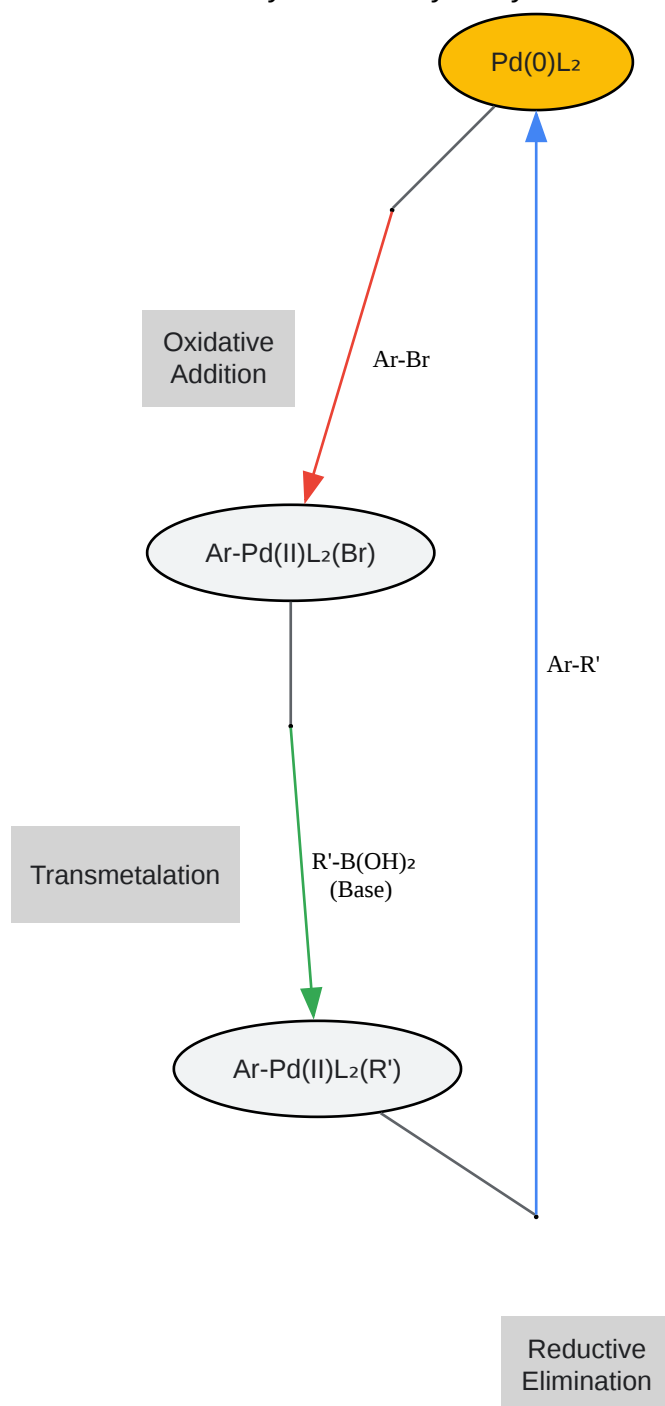 Pd(0)L₂
Oxidative
Addition
Ar-Br
Ar-Pd(II)L₂(Br)
Ar-R'
Transmetalation
R'-B(OH)₂
(Base)
Ar-Pd(II)L₂(R')
Reductive
Elimination